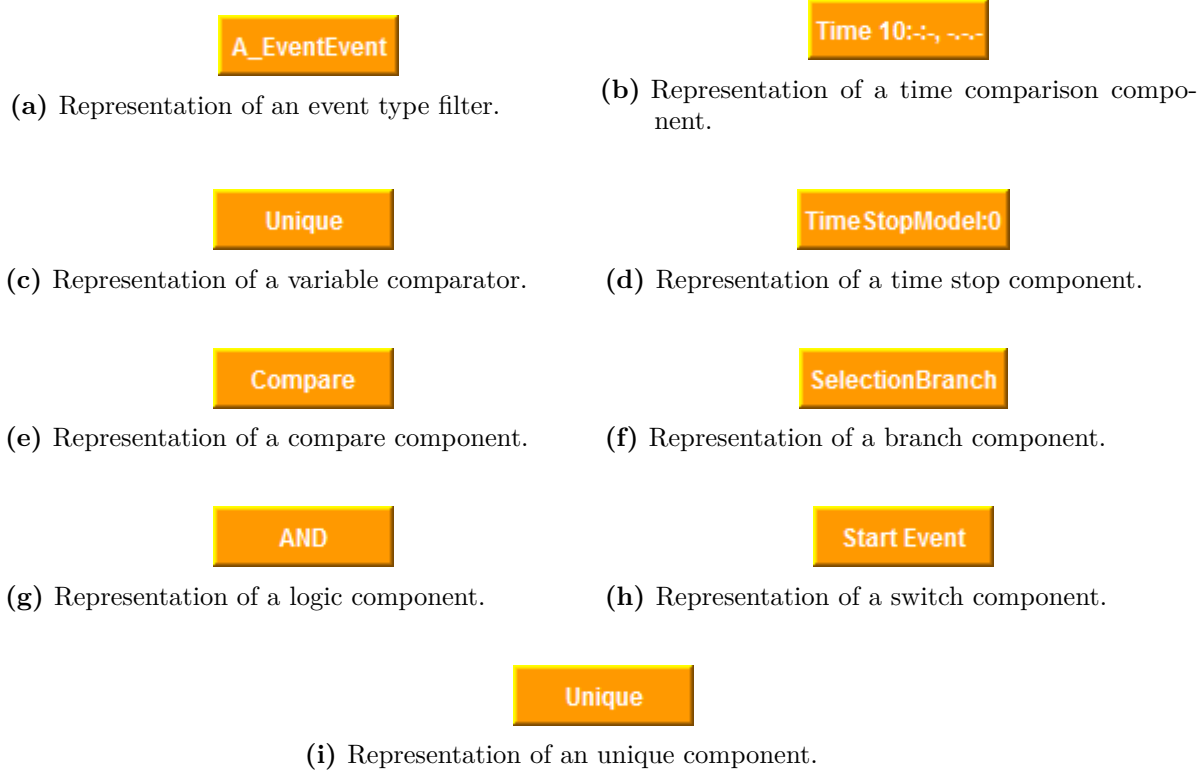 A_EventEvent
(a) Representation of an event type filter.
Time 10:-:-, -.-.-
(b) Representation of a time comparison compo-
nent.
Unique
(c) Representation of a variable comparator.
TimeStopModel:0
(d) Representation of a time stop component.
Compare
(e) Representation of a compare component.
SelectionBranch
(f) Representation of a branch component.
AND
(g) Representation of a logic component.
Start Event
(h) Representation of a switch component.
Unique
(i) Representation of an unique component.